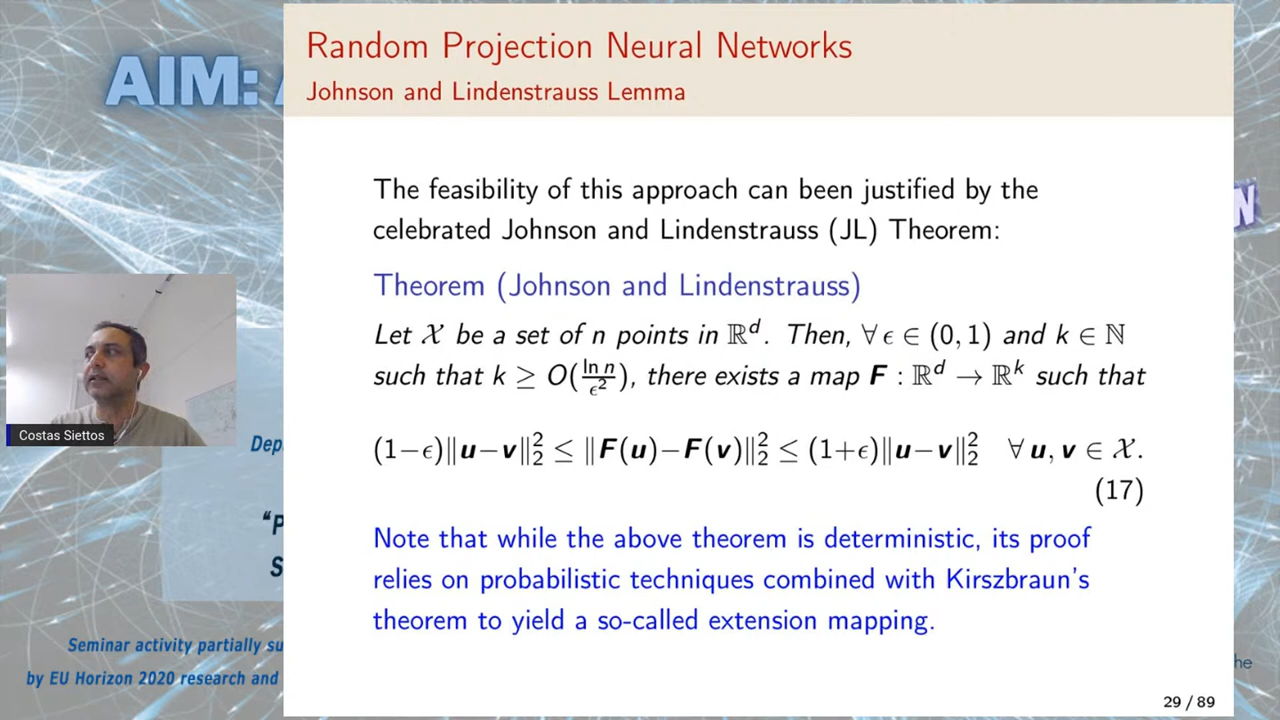 AIM:
Random Projection Neural Networks
Johnson and Lindenstrauss Lemma
The feasibility of this approach can been justified by the
celebrated Johnson and Lindenstrauss (JL) Theorem:
Theorem (Johnson and Lindenstrauss)
Let 𝒳 be a set of n points in ℝᵈ. Then, ∀ ϵ ∈ (0, 1) and k ∈ ℕ
such that k ≥ O(ln n/ϵ²), there exists a map F : ℝᵈ → ℝᵏ such that
(1−ϵ)‖u−v‖₂² ≤ ‖F(u)−F(v)‖₂² ≤ (1+ϵ)‖u−v‖₂² ∀ u, v ∈ 𝒳.
(17)
Note that while the above theorem is deterministic, its proof
relies on probabilistic techniques combined with Kirszbraun's
theorem to yield a so-called extension mapping.
29 / 89
Costas Siettos
Seminar activity partially
by EU Horizon 2020 research and